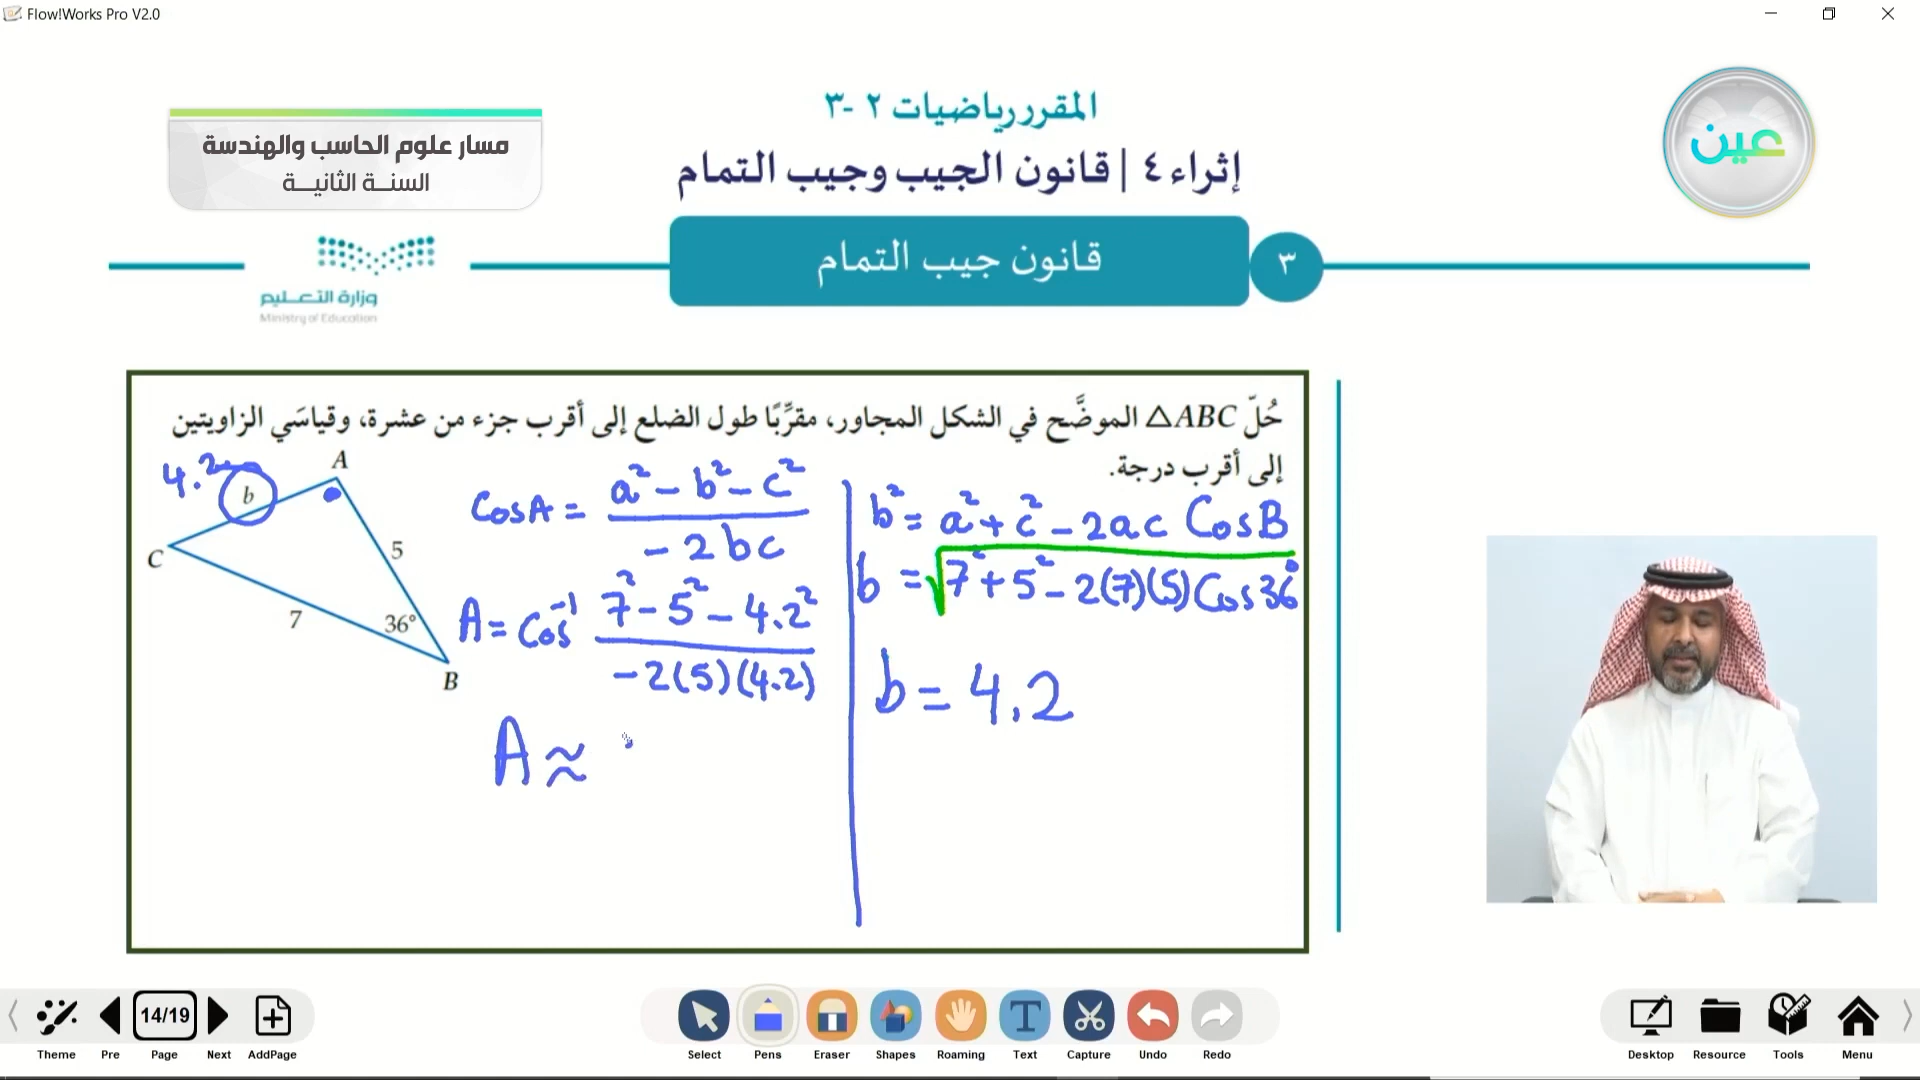 Flow!Works Pro V2.0
المقرر رياضيات ٢ -٣
إثراء ٤ | قانون الجيب وجيب التمام
مسار علوم الحاسب والهندسة
السنة الثانية
عين
وزارة التعليم
Ministry of Education
قانون جيب التمام
٣
حُلّ △ABC الموضَّح في الشكل المجاور، مقرِّبًا طول الضلع إلى أقرب جزء من عشرة، وقياسَي الزاويتين
إلى أقرب درجة.
4.2
b
A
C
5
7
36°
B
CosA = (a² - b² - c²) / (-2bc)
A = Cos⁻¹ (7² - 5² - 4.2²) / (-2(5)(4.2))
A ≈
b² = a² + c² - 2ac CosB
b = √(7² + 5² - 2(7)(5) Cos36°)
b = 4.2
Theme
Pre
14/19
Page
Next
AddPage
Select
Pens
Eraser
Shapes
Roaming
Text
Capture
Undo
Redo
Desktop
Resource
Tools
Menu